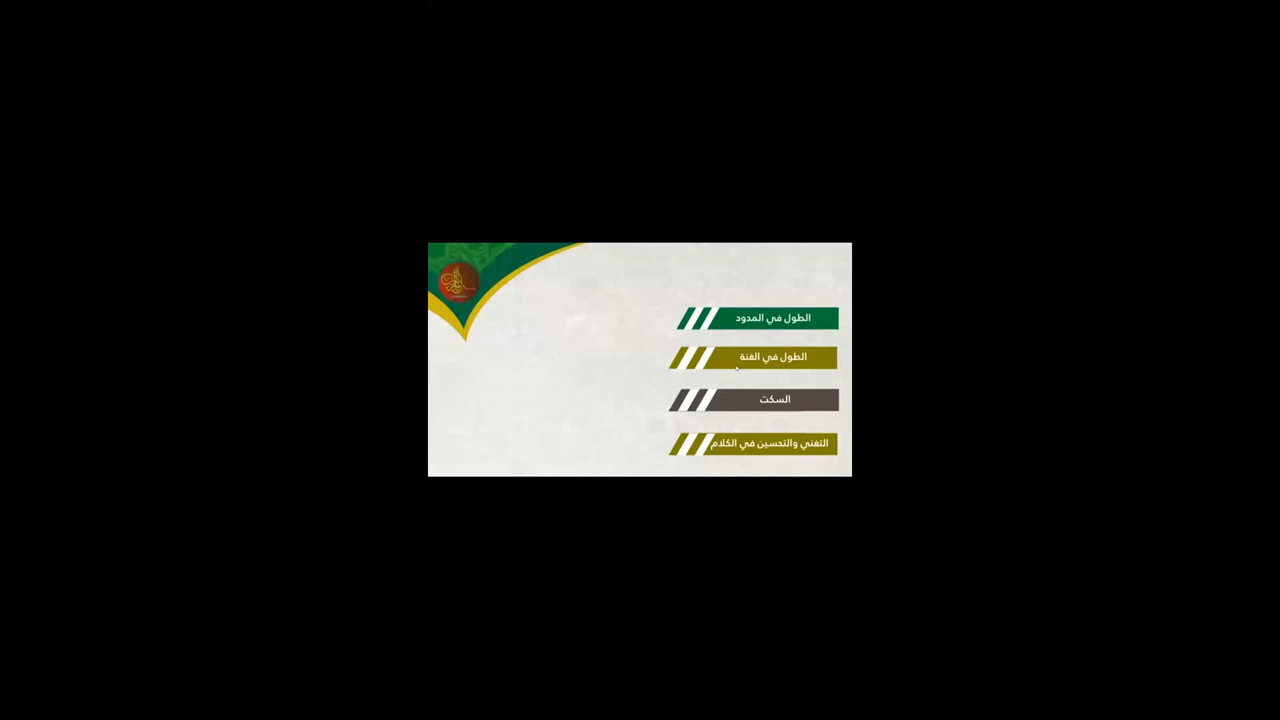 الطول في المدود
الطول في الغنة
السكت
التغني والتحسين في الكلام